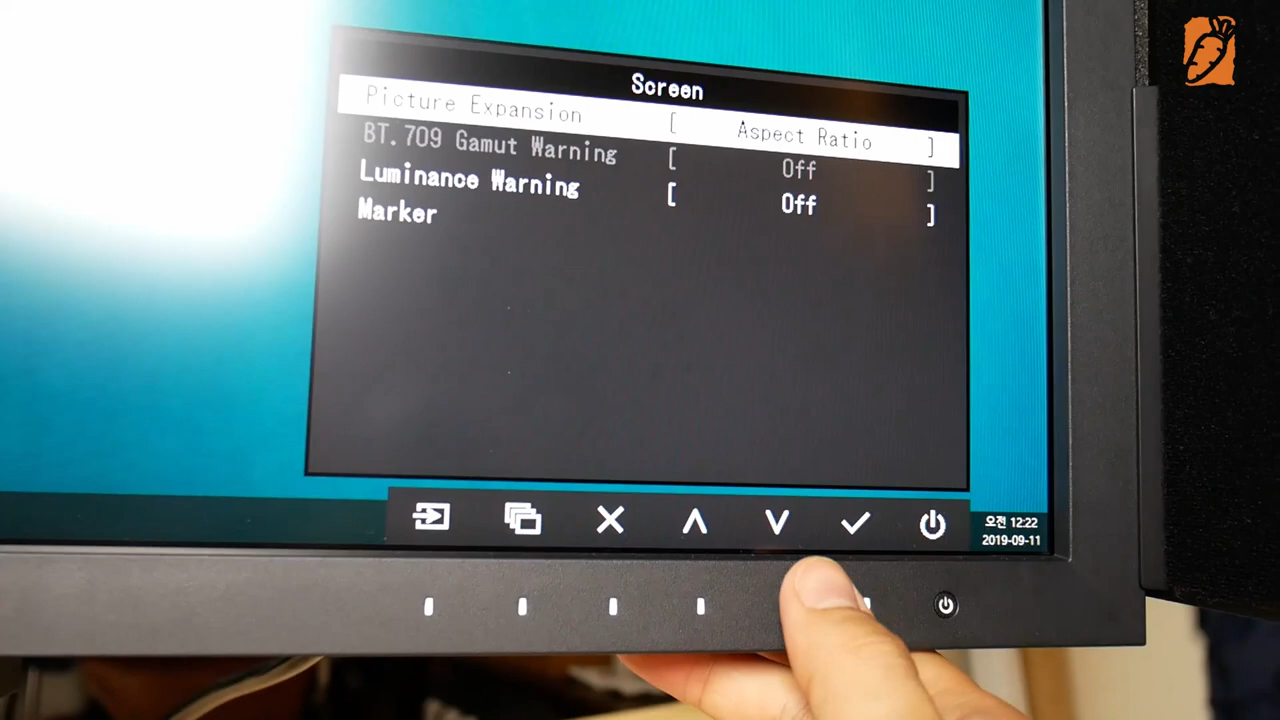 Screen
Picture Expansion [ Aspect Ratio ]
BT.709 Gamut Warning [ Off ]
Luminance Warning [ Off ]
Marker
오전 12:22
2019-09-11